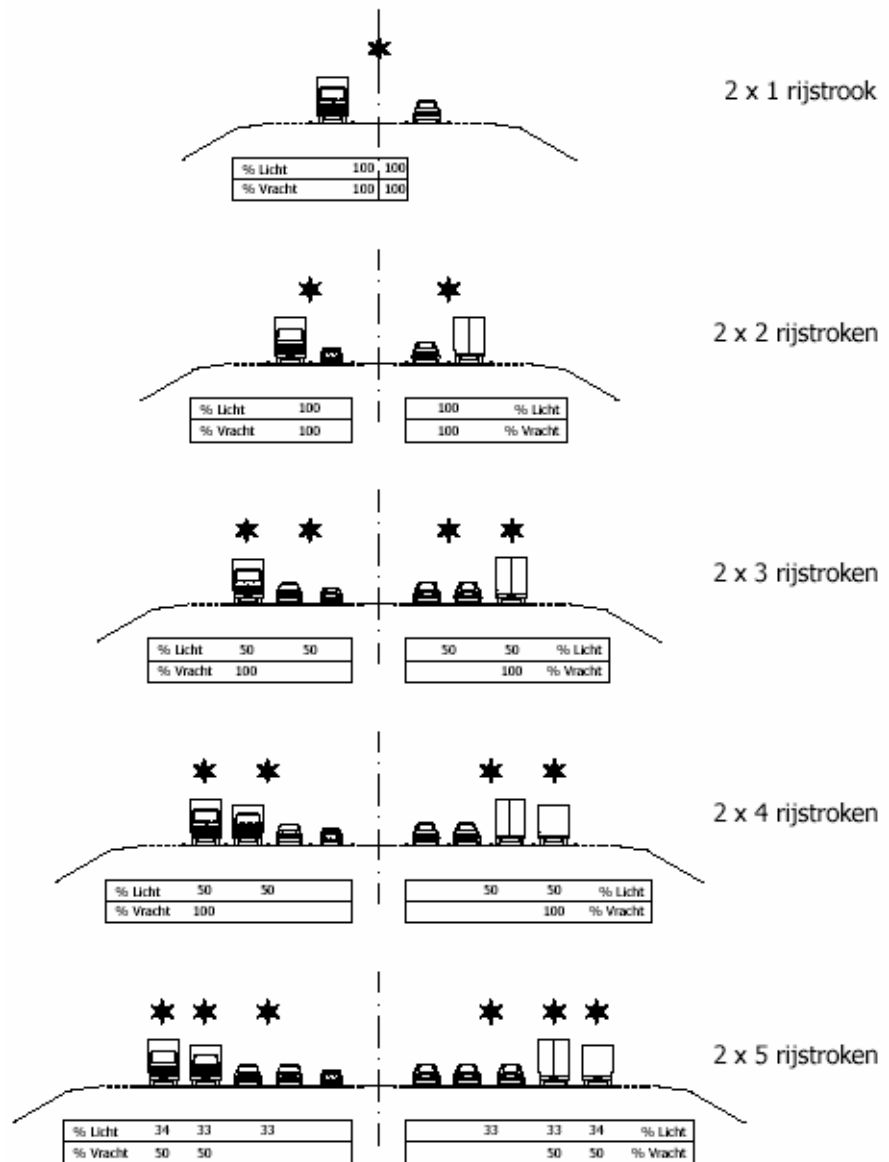 2 x 1 rijstrook
% Licht 100 100
% Vracht 100 100
2 x 2 rijstroken
% Licht 100 100 % Licht
% Vracht 100 100 % Vracht
2 x 3 rijstroken
% Licht 50 50 50 50 % Licht
% Vracht 100 100 % Vracht
2 x 4 rijstroken
% Licht 50 50 50 50 % Licht
% Vracht 100 100 % Vracht
2 x 5 rijstroken
% Licht 34 33 33 33 33 34 % Licht
% Vracht 50 50 50 50 % Vracht